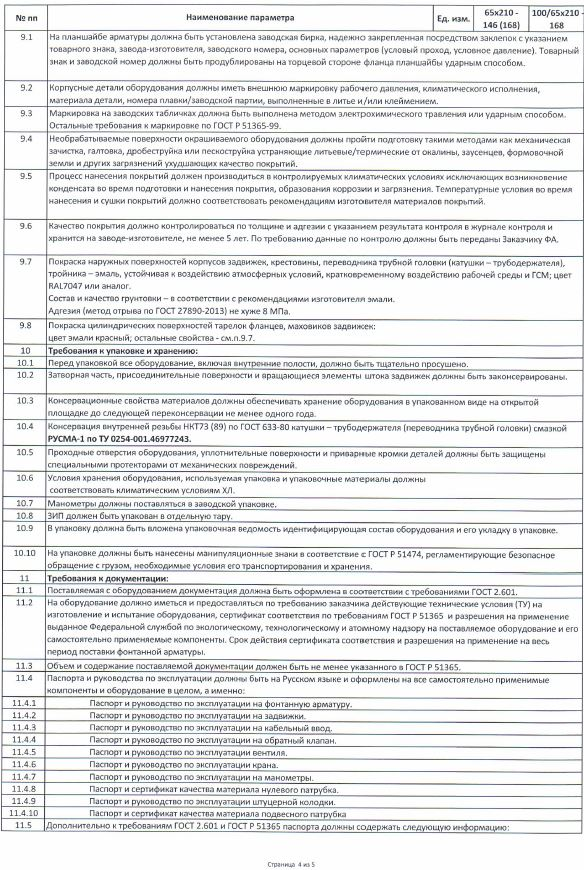 № пп Наименование параметра Ед. изм. 65х210 - 100/65х210 -
146 (168) 168
9.1 На планшайбе арматуры должна быть установлена заводская бирка, надежно закрепленная посредством заклепок с указанием
товарного знака, завода-изготовителя, заводского номера, основных параметров (условый проход, условное давление). Товарный
знак и заводской номер должны быть продублированы на торцевой стороне фланца планшайбы ударным способом.
9.2 Корпусные детали оборудования должны иметь внешнюю маркировку рабочего давления, климатического исполнения,
материала детали, номера плавки/заводской партии, выполненные в литье и/или клеймением.
9.3 Маркировка на заводских табличках должна быть выполнена методом электрохимического травления или ударным способом.
Остальные требования к маркировке по ГОСТ Р 51365-99.
9.4 Необрабатываемые поверхности окрашиваемого оборудования должны пройти подготовку такими методами как механическая
зачистка, галтовка, дробеструйка или пескоструйка устраняющие литьевые/термические от окалины, заусенцев, формовочной
земли и других загрязнений ухудшающих качество покрытий.
9.5 Процесс нанесения покрытий должен производиться в контролируемых климатических условиях исключающих возникновение
конденсата во время подготовки и нанесения покрытия, образования коррозии и загрязнения. Температурные условия во время
нанесения и сушки покрытий должно соответствовать рекомендациям изготовителя материалов покрытий.
9.6 Качество покрытия должно контролироваться по толщине и адгезии с указанием результата контроля в журнале контроля и
хранится на заводе-изготовителе, не менее 5 лет. По требованию данные по контролю должны быть переданы Заказчику ФА.
9.7 Покраска наружных поверхностей корпусов задвижек, крестовины, переводника трубной головки (катушки – трубодержателя),
тройника – эмаль, устойчивая к воздействию атмосферных условий, кратковременному воздействию рабочей среды и ГСМ; цвет
RAL7047 или аналог.
Состав и качество грунтовки – в соответствии с рекомендациями изготовителя эмали.
Адгезия (метод отрыва по ГОСТ 27890-2013) не хуже 8 МПа.
9.8 Покраска цилиндрических поверхностей тарелок фланцев, маховиков задвижек:
цвет эмали красный; остальные свойства - см.п.9.7.
10 Требования к упаковке и хранению:
10.1 Перед упаковкой все оборудование, включая внутренние полости, должно быть тщательно просушено.
10.2 Затворная часть, присоединительные поверхности и вращающиеся элементы штока задвижек должны быть законсервированы.
10.3 Консервационные свойства материалов должны обеспечивать хранение оборудования в упакованном виде на открытой
площадке до следующей переконсервации не менее одного года.
10.4 Консервация внутренней резьбы НКТ73 (89) по ГОСТ 633-80 катушки – трубодержателя (переводника трубной головки) смазкой
РУСМА-1 по ТУ 0254-001.46977243.
10.5 Проходные отверстия оборудования, уплотнительные поверхности и приварные кромки деталей должны быть защищены
специальными протекторами от механических повреждений.
10.6 Условия хранения оборудования, используемая упаковка и упаковочные материалы должны
соответствовать климатическим условиям Х/Л.
10.7 Манометры должны поставляться в заводской упаковке.
10.8 ЗИП должен быть упакован в отдельную тару.
10.9 В упаковку должны быть вложена упаковочная ведомость идентифицирующая состав оборудования и его укладку в упаковке.
10.10 На упаковке должны быть нанесены манипуляционные знаки в соответствие с ГОСТ Р 51474, регламентирующие безопасное
обращение с грузом, необходимые условия его транспортирования и хранения.
11 Требования к документации:
11.1 Поставляемая с оборудованием документация должна быть оформлена в соответствии с требованиями ГОСТ 2.601.
11.2 На оборудование должно иметься и предоставляться по требованию заказчика действующие технические условия (ТУ) на
изготовление и испытание оборудования, сертификат соответствия по требованиям ГОСТ Р 51365 и разрешения на применение
выданное Федеральной службой по экологическому, технологическому и атомному надзору на поставляемое оборудование и его
самостоятельно применяемые компоненты. Срок действия сертификата соответствия и разрешения на применение на весь
период поставки фонтанной арматуры.
11.3 Объем и содержание поставляемой документации должен быть не менее указанного в ГОСТ Р 51365.
11.4 Паспорта и руководства по эксплуатации должны быть на Русском языке и оформлены на все самостоятельно применимые
компоненты и оборудование в целом, а именно:
11.4.1 Паспорт и руководство по эксплуатации на фонтанную арматуру.
11.4.2 Паспорт и руководство по эксплуатации на задвижки.
11.4.3 Паспорт и руководство по эксплуатации на кабельный ввод.
11.4.4 Паспорт и руководство по эксплуатации на обратный клапан.
11.4.5 Паспорт и руководство по эксплуатации вентиля.
11.4.6 Паспорт и руководство по эксплуатации крана.
11.4.7 Паспорт и руководство по эксплуатации на манометры.
11.4.8 Паспорт и сертификат качества материала нулевого патрубка.
11.4.9 Паспорт и руководство по эксплуатации штуцерной колодки.
11.4.10 Паспорт и сертификат качества материала подвесного патрубка
11.5 Дополнительно к требованиям ГОСТ 2.601 и ГОСТ Р 51365 паспорта должны содержать следующую информацию:
Страница 4 из 5